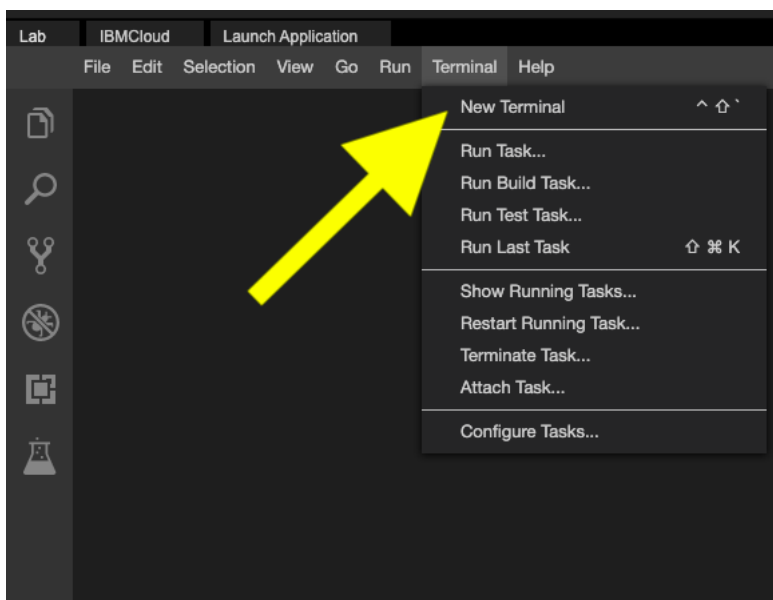 Lab IBMCloud Launch Application
File Edit Selection View Go Run Terminal Help
New Terminal ^ ⇧ `
Run Task...
Run Build Task...
Run Test Task...
Run Last Task ⇧ ⌘ K
Show Running Tasks...
Restart Running Task...
Terminate Task...
Attach Task...
Configure Tasks...